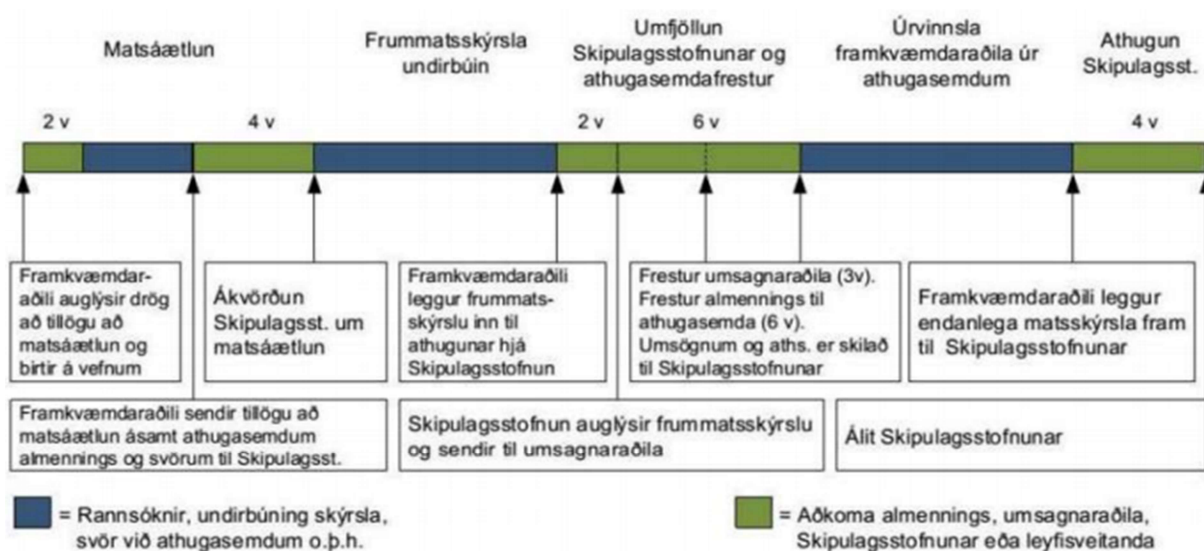 Matsáætlun
Frummatsskýrsla
undirbúin
Umfjöllun
Skipulagsstofnunar og
athugasemdafrestur
Úrvinnsla
framkvæmdaraðila úr
athugasemdum
Athugun
Skipulagsst.
2 v
4 v
2 v
6 v
4 v
Framkvæmdar-
aðili auglýsir drög
að tillögu að
matsáætlun og
birtir á vefnum
Ákvörðun
Skipulagsst. um
matsáætlun
Framkvæmdaraðili
leggur frummats-
skýrslu inn til
athugunar hjá
Skipulagsstofnun
Frestur umsagnaraðila (3v).
Frestur almennings til
athugasemda (6 v).
Umsögnum og aths. er skilað
til Skipulagsstofnunar
Framkvæmdaraðili leggur
endanlega matsskýrsla fram
til Skipulagsstofnunar
Framkvæmdaraðili sendir tillögu að
matsáætlun ásamt athugasemdum
almennings og svörum til Skipulagsst.
Skipulagsstofnun auglýsir frummatsskýrslu
og sendir til umsagnaraðila
Álit Skipulagsstofnunar
= Rannsóknir, undirbúning skýrsla,
svör við athugasemdum o.þ.h.
= Aðkoma almennings, umsagnaraðila,
Skipulagsstofnunar eða leyfisveitanda